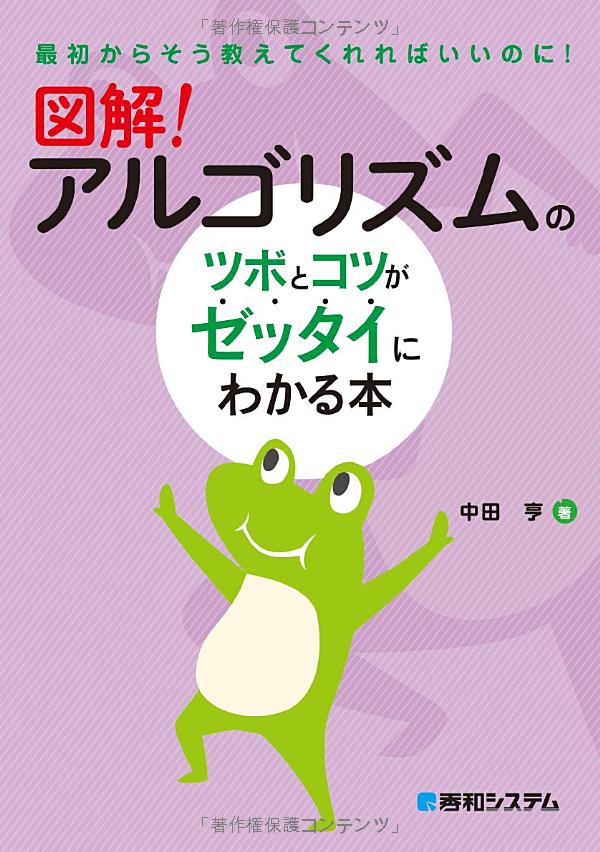 「著作権保護コンテンツ」
最初からそう教えてくれればいいのに!
図解!
アルゴリズムの
ツボとコツが
ゼッタイに
わかる本
中田 亨 著
秀和システム
「著作権保護コンテンツ」